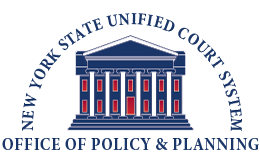 NEW YORK STATE UNIFIED COURT SYSTEM
OFFICE OF POLICY & PLANNING